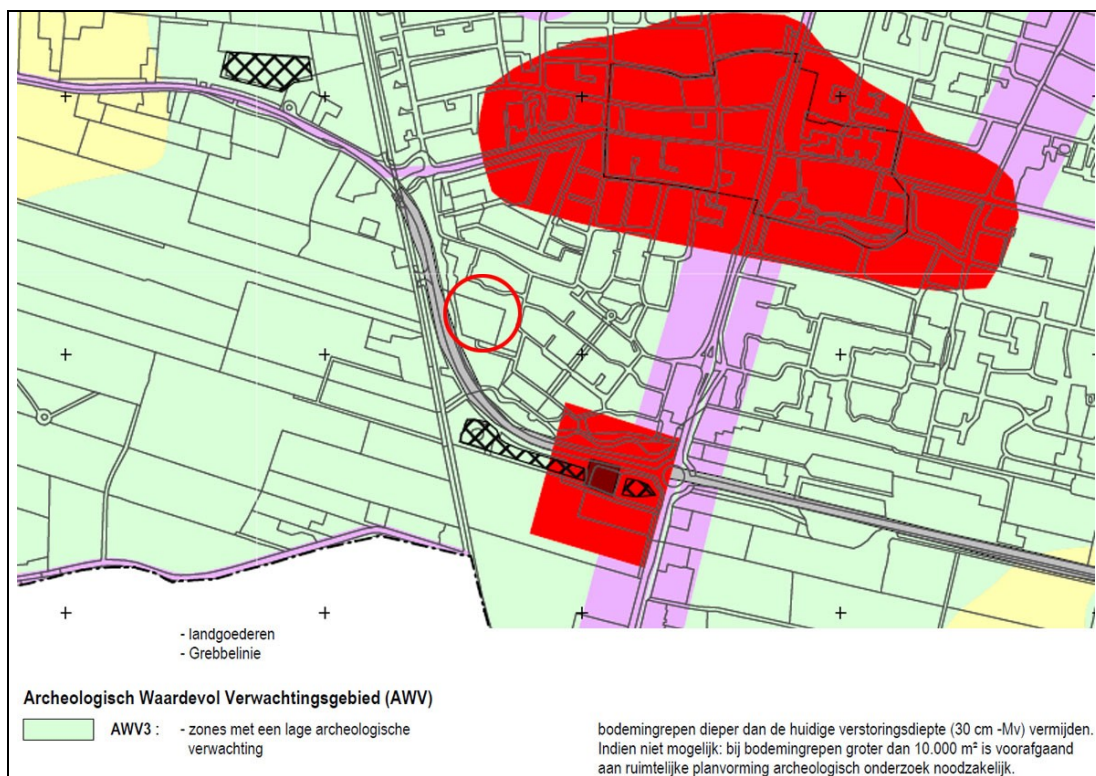 - landgoederen
- Grebbelinie
Archeologisch Waardevol Verwachtingsgebied (AWV)
AWV3 : - zones met een lage archeologische
verwachting
bodemingrepen dieper dan de huidige verstoringsdiepte (30 cm -Mv) vermijden.
Indien niet mogelijk: bij bodemingrepen groter dan 10.000 m² is voorafgaand
aan ruimtelijke planvorming archeologisch onderzoek noodzakelijk.